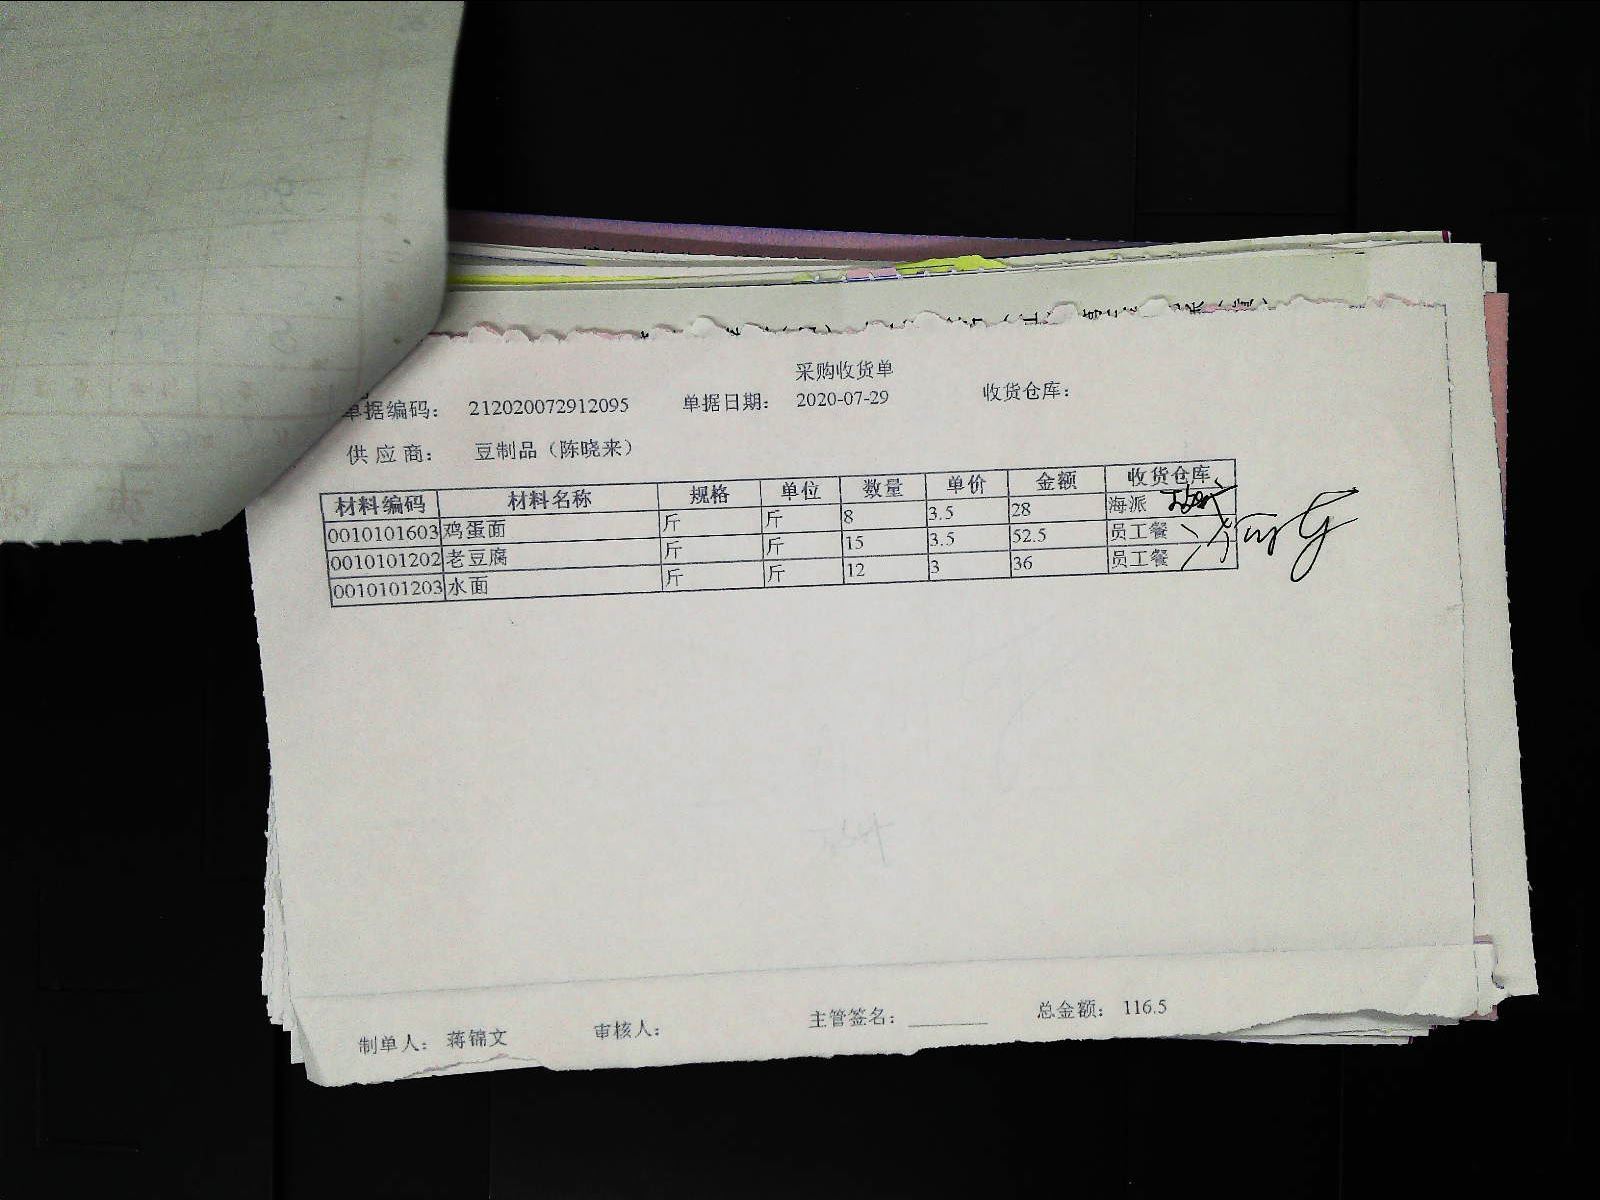 采购收货单
单据编码： 212020072912095 单据日期： 2020-07-29 收货仓库：
供应商： 豆制品（陈晓来）
材料编码 材料名称 规格 单位 数量 单价 金额 收货仓库
0010101603 鸡蛋面 斤 斤 8 3.5 28 海派
0010101202 老豆腐 斤 斤 15 3.5 52.5 员工餐
0010101203 水面 斤 斤 12 3 36 员工餐
制单人： 蒋锦文 审核人： 主管签名： ________ 总金额： 116.5